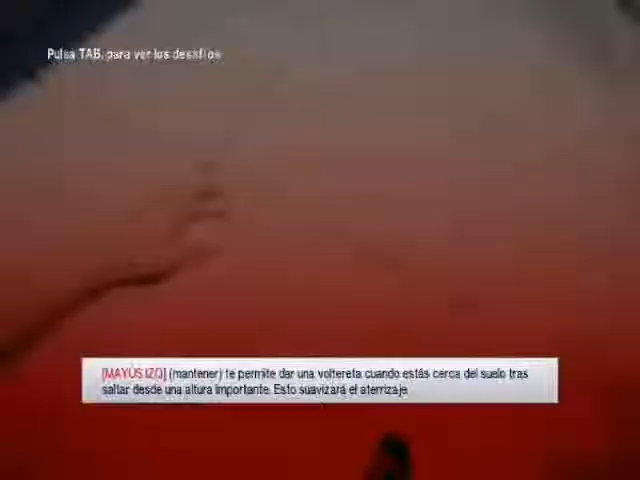 Pulsa TAB, para ver los desafíos
[MAYÚS IZQ] (mantener) te permite dar una voltereta cuando estás cerca del suelo tras
saltar desde una altura importante. Esto suavizará el aterrizaje.